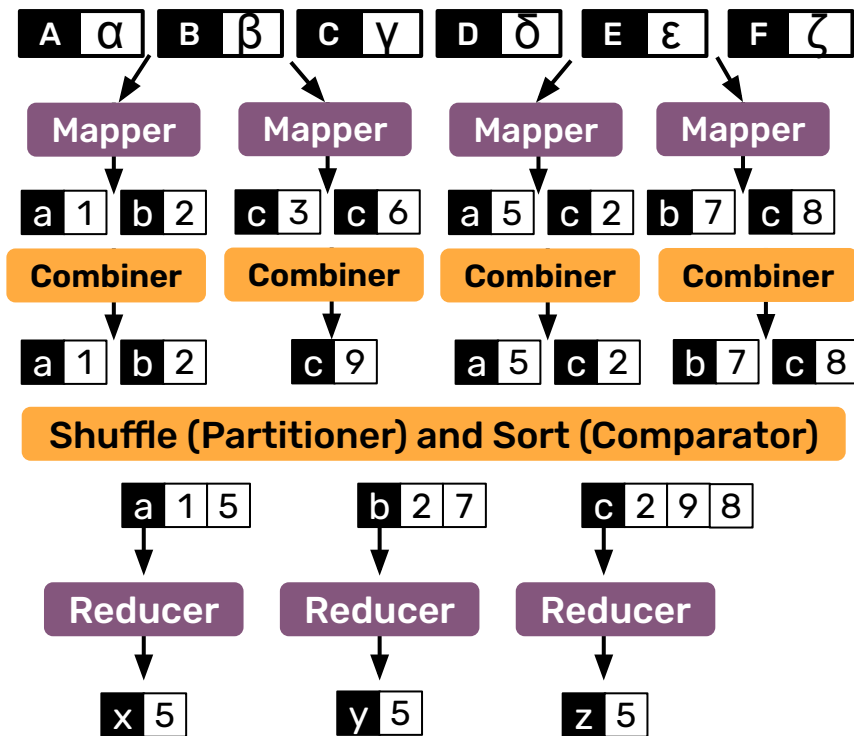 A α B β C γ D δ E ε F ζ
Mapper Mapper Mapper Mapper
a 1 b 2 c 3 c 6 a 5 c 2 b 7 c 8
Combiner Combiner Combiner Combiner
a 1 b 2 c 9 a 5 c 2 b 7 c 8
Shuffle (Partitioner) and Sort (Comparator)
a 1 5 b 2 7 c 2 9 8
Reducer Reducer Reducer
x 5 y 5 z 5